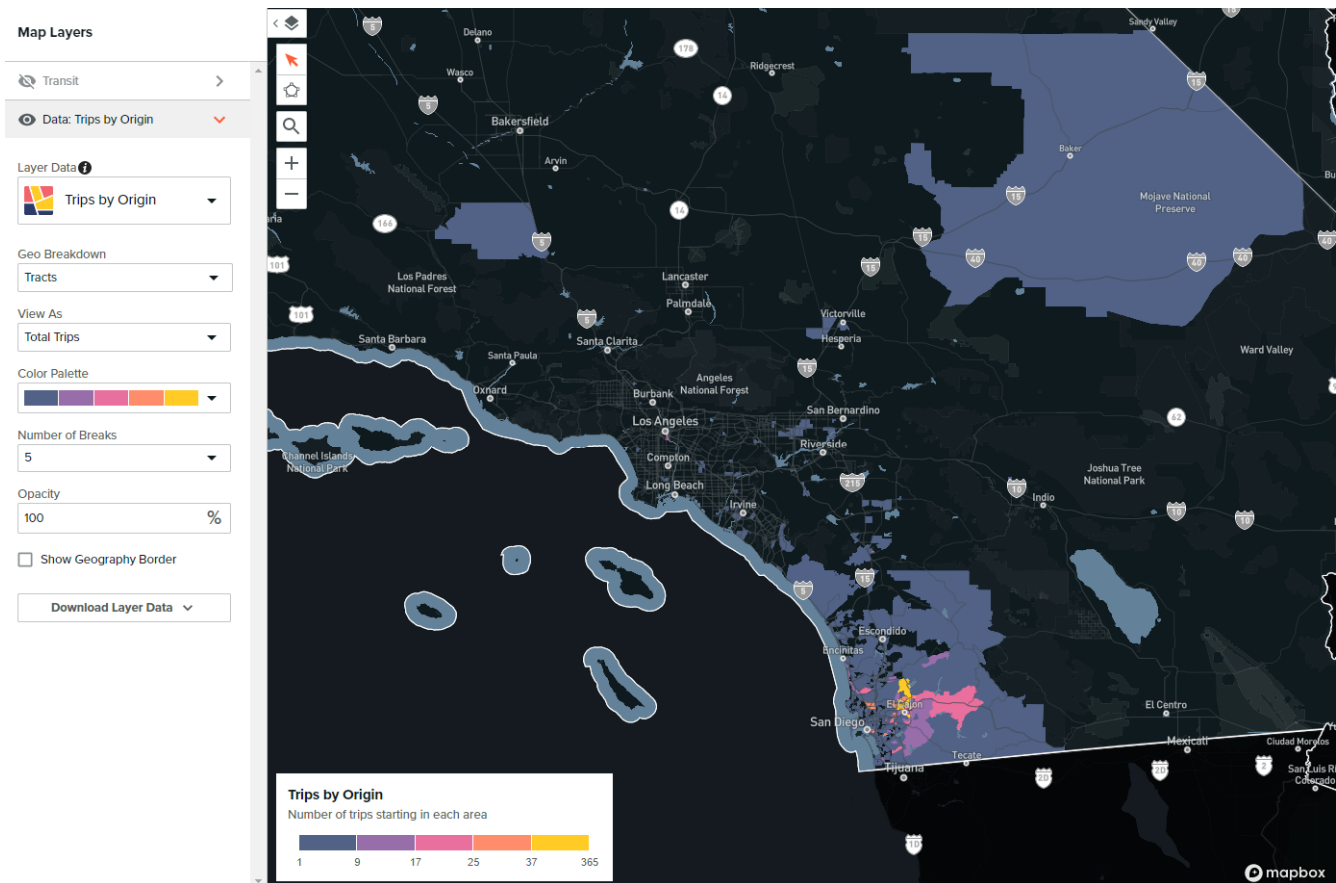 Map Layers
Transit
Data: Trips by Origin
Layer Data
Trips by Origin
Geo Breakdown
Tracts
View As
Total Trips
Color Palette
Number of Breaks
5
Opacity
100 %
Show Geography Border
Download Layer Data
Sandy Valley
5
15
Delano
178
Ridgecrest
Wasco
15
14
5
Bakersfield
Baker
Arvin
15
Mojave National
Preserve
14
166
5
15
40
101
15
40
40
40
Los Padres
National Forest
Lancaster
Palmdale
101
5
Victorville
Santa Barbara
Santa Clarita
Hesperia
Santa Paula
Ward Valley
15
Angeles
National Forest
Oxnard
Burbank
San Bernardino
62
Los Angeles
Riverside
Channel Islands
National Park
Compton
Joshua Tree
National Park
Long Beach
215
10
Indio
Irvine
10
10
15
5
Escondido
Encinitas
El Cajon
El Centro
San Diego
Mexicali
Ciudad Morelos
Tecate
Tijuana
2D
2D
2
San Luis Rí
Colorado
1D
Trips by Origin
Number of trips starting in each area
1 9 17 25 37 365
mapbox